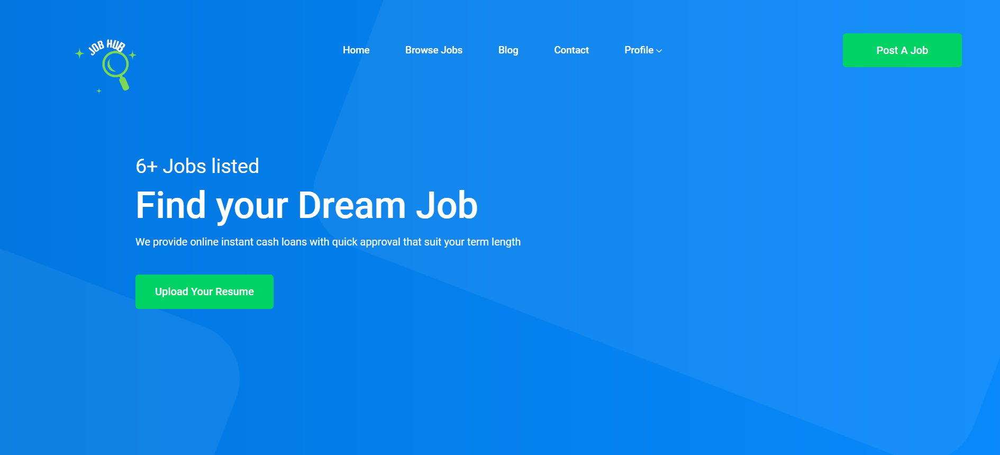 JOB HUB
Home Browse Jobs Blog Contact Profile
Post A Job
6+ Jobs listed
Find your Dream Job
We provide online instant cash loans with quick approval that suit your term length
Upload Your Resume